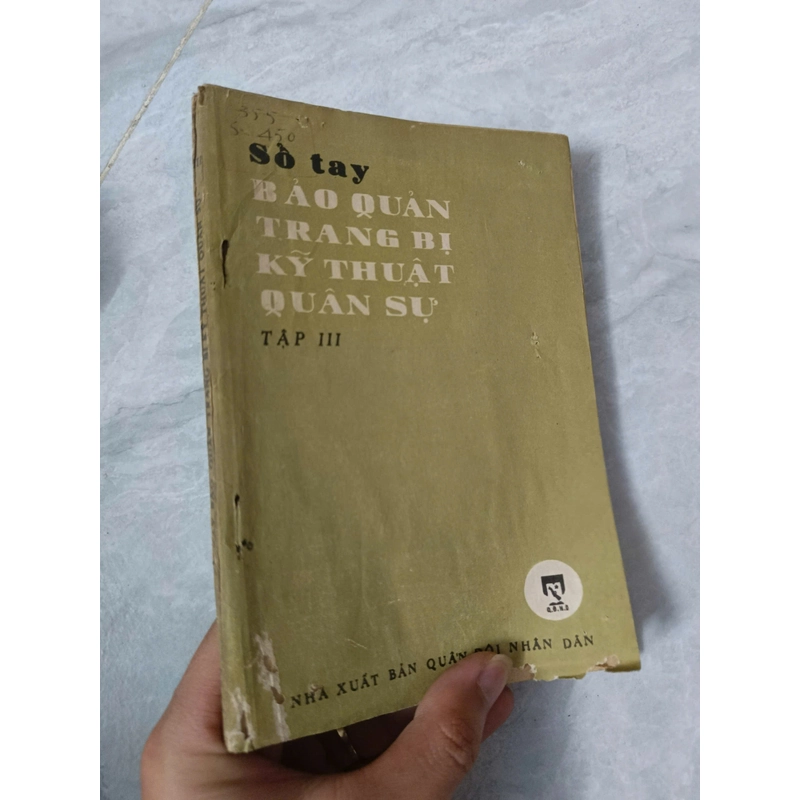 355
Sổ tay
BẢO QUẢN
TRANG BỊ
KỸ THUẬT
QUÂN SỰ
TẬP III
Q.Đ.N.D
NHÀ XUẤT BẢN QUÂN ĐỘI NHÂN DÂN